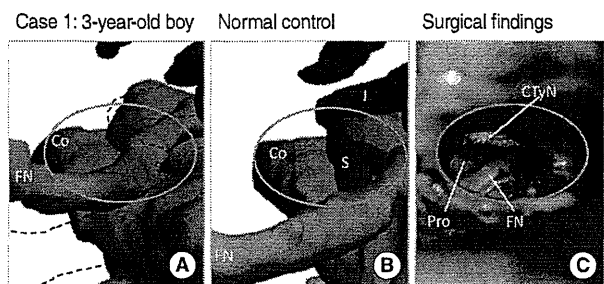 Case 1: 3-year-old boy
Normal control
Surgical findings
Co
FN
A
I
Co
S
FN
B
CTyN
Pro
FN
C